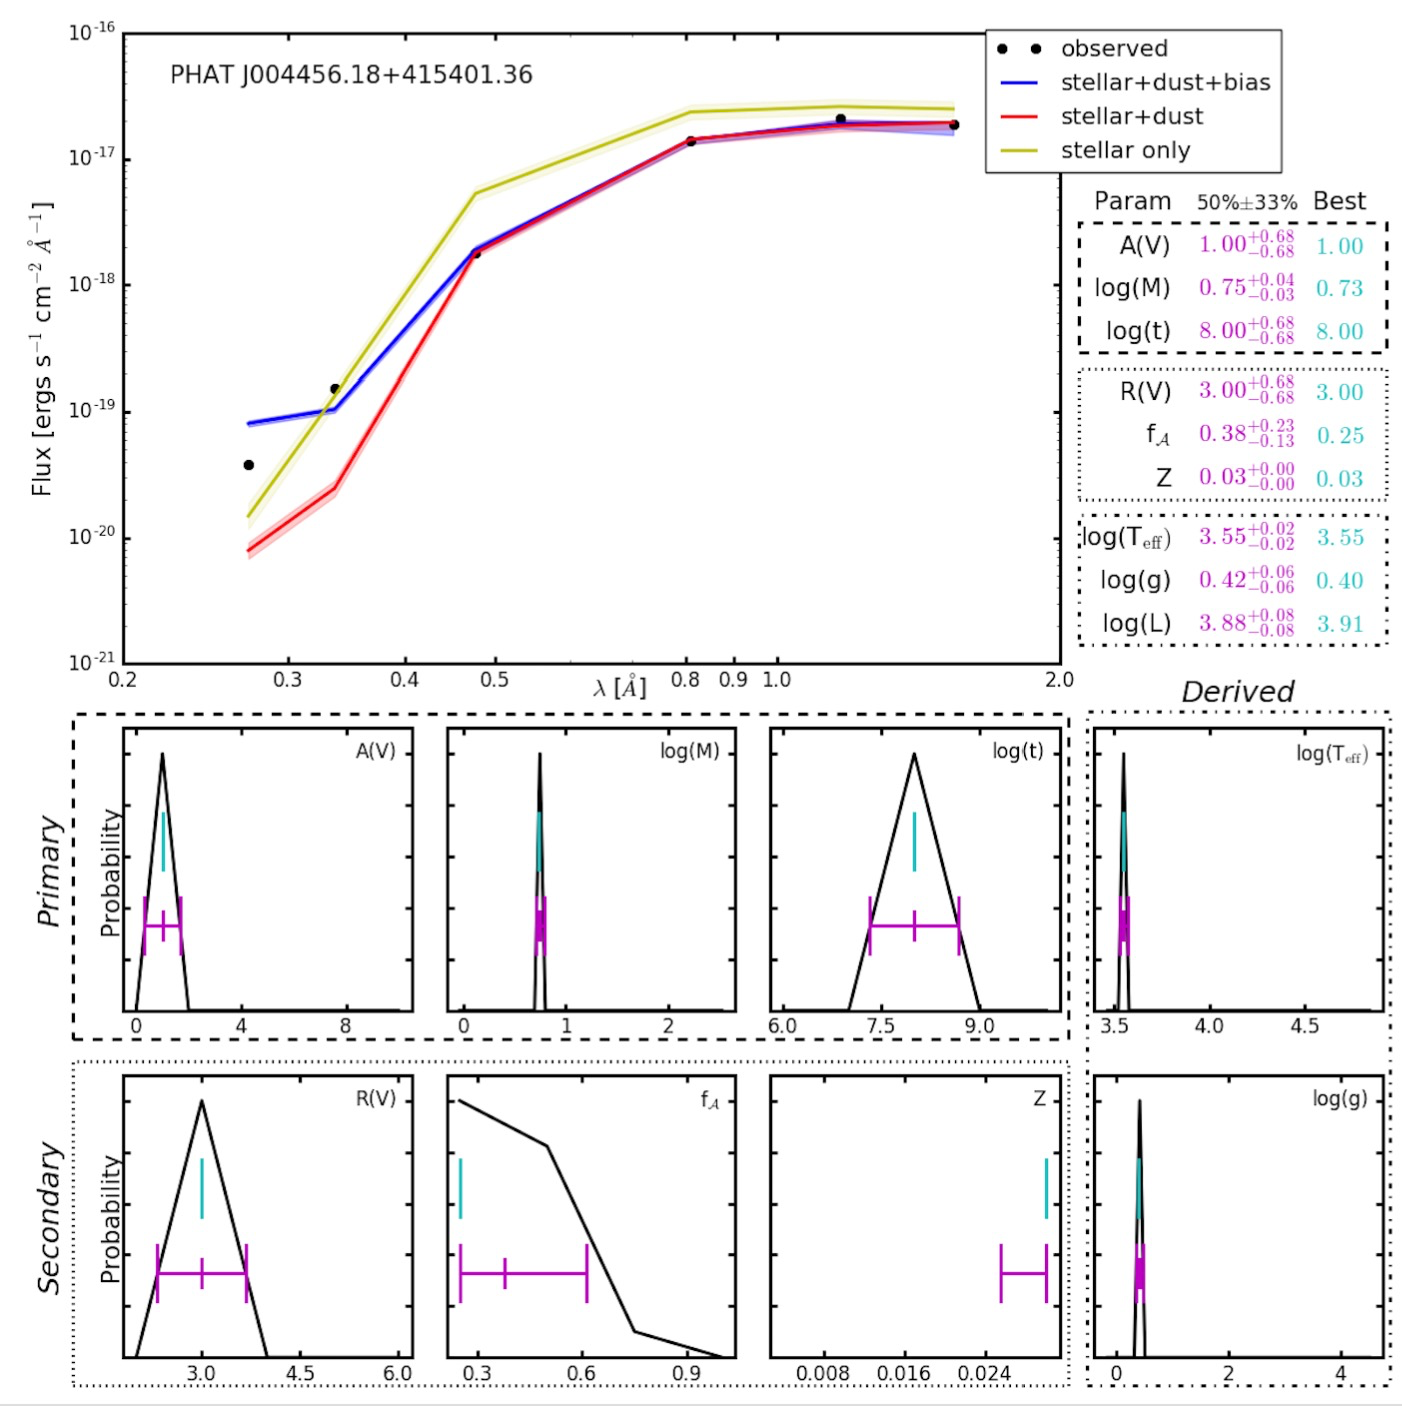 PHAT J004456.18+415401.36
observed
stellar+dust+bias
stellar+dust
stellar only
10⁻¹⁶
10⁻¹⁷
10⁻¹⁸
10⁻¹⁹
10⁻²⁰
10⁻²¹
Flux [ergs s⁻¹ cm⁻² Å⁻¹]
0.2 0.3 0.4 0.5 0.8 0.9 1.0 2.0
λ [Å]
Param 50%±33% Best
A(V) 1.00+0.68−0.68 1.00
log(M) 0.75+0.04−0.03 0.73
log(t) 8.00+0.68−0.68 8.00
R(V) 3.00+0.68−0.68 3.00
f𝒜 0.38+0.23−0.13 0.25
Z 0.03+0.00−0.00 0.03
log(Teff) 3.55+0.02−0.02 3.55
log(g) 0.42+0.06−0.06 0.40
log(L) 3.88+0.08−0.08 3.91
Derived
Primary
Probability
A(V)
0 4 8
log(M)
0 1 2
log(t)
6.0 7.5 9.0
log(Teff)
3.5 4.0 4.5
Secondary
Probability
R(V)
3.0 4.5 6.0
f𝒜
0.3 0.6 0.9
Z
0.008 0.016 0.024
log(g)
0 2 4